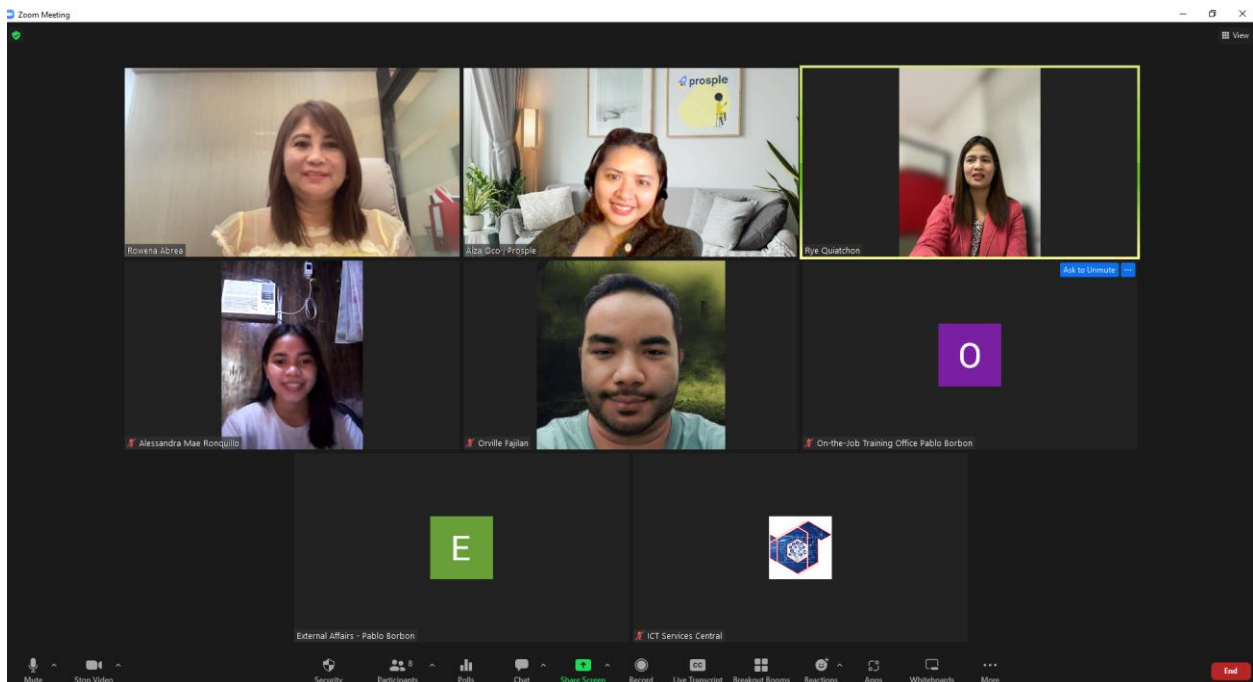 Zoom Meeting
View
prosple
Rowena Abrea
Aiza Oco | Prosple
Rye Quiatchon
Ask to Unmute
Alessandra Mae Ronquillo
Orville Fajilan
O
On-the-Job Training Office Pablo Borbon
E
External Affairs - Pablo Borbon
ICT Services Central
Mute
Stop Video
Security
8
Participants
Polls
Chat
Share Screen
Record
CC
Live Transcript
Breakout Rooms
Reactions
Apps
Whiteboards
More
End